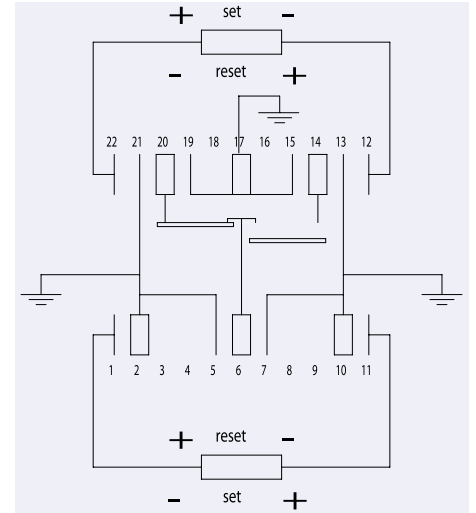 + set -
- reset +
22 21 20 19 18 17 16 15 14 13 12
1 2 3 4 5 6 7 8 9 10 11
+ reset -
- set +